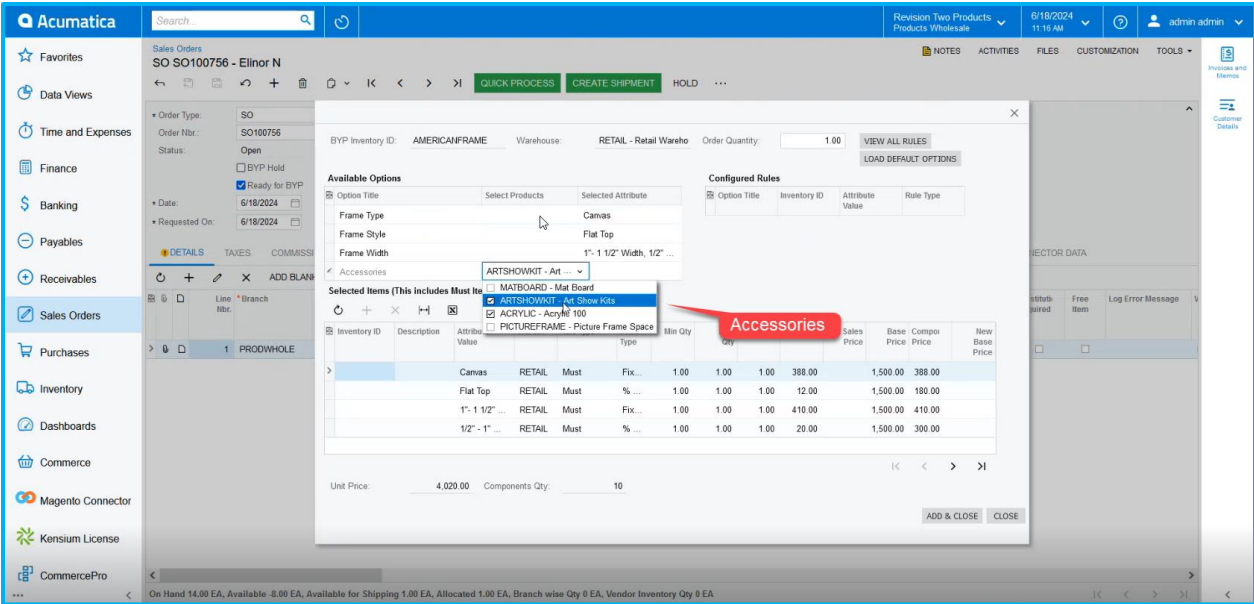 Acumatica
Search...
Revision Two Products
Products Wholesale
6/18/2024
11:16 AM
admin admin
Favorites
Data Views
Time and Expenses
Finance
Banking
Payables
Receivables
Sales Orders
Purchases
Inventory
Dashboards
Commerce
Magento Connector
Kensium License
CommercePro
Sales Orders
SO SO100756 - Elinor N
NOTES ACTIVITIES FILES CUSTOMIZATION TOOLS
QUICK PROCESS CREATE SHIPMENT HOLD
Invoices and
Memos
Customer
Details
* Order Type: SO
Order Nbr.: SO100756
Status: Open
BYP Hold
Ready for BYP
* Date: 6/18/2024
* Requested On: 6/18/2024
DETAILS TAXES COMMISSI
NECTOR DATA
ADD BLANK
Line
Nbr.
*Branch
1 PRODWHOLE
Free
Item
Log Error Message
BYP Inventory ID: AMERICANFRAME Warehouse: RETAIL - Retail Wareho Order Quantity: 1.00 VIEW ALL RULES
LOAD DEFAULT OPTIONS
Available Options
Option Title Select Products Selected Attribute
Frame Type Canvas
Frame Style Flat Top
Frame Width 1"- 1 1/2" Width, 1/2" ...
Accessories ARTSHOWKIT - Art ...
MATBOARD - Mat Board
ARTSHOWKIT - Art Show Kits
ACRYLIC - Acrylic 100
PICTUREFRAME - Picture Frame Space
Accessories
Configured Rules
Option Title Inventory ID Attribute
Value
Rule Type
Selected Items (This includes Must Ite
Inventory ID Description Attribu
Value
Type
Min Qty
Qty
Sales
Price
Base
Price
Compon
Price
New
Base
Price
Canvas RETAIL Must Fix... 1.00 1.00 1.00 388.00 1,500.00 388.00
Flat Top RETAIL Must % ... 1.00 1.00 1.00 12.00 1,500.00 180.00
1"- 1 1/2" ... RETAIL Must Fix... 1.00 1.00 1.00 410.00 1,500.00 410.00
1/2" - 1" ... RETAIL Must % ... 1.00 1.00 1.00 20.00 1,500.00 300.00
Unit Price: 4,020.00 Components Qty: 10
ADD & CLOSE CLOSE
On Hand 14.00 EA, Available -8.00 EA, Available for Shipping 1.00 EA, Allocated 1.00 EA, Branch wise Qty 0 EA, Vendor Inventory Qty 0 EA